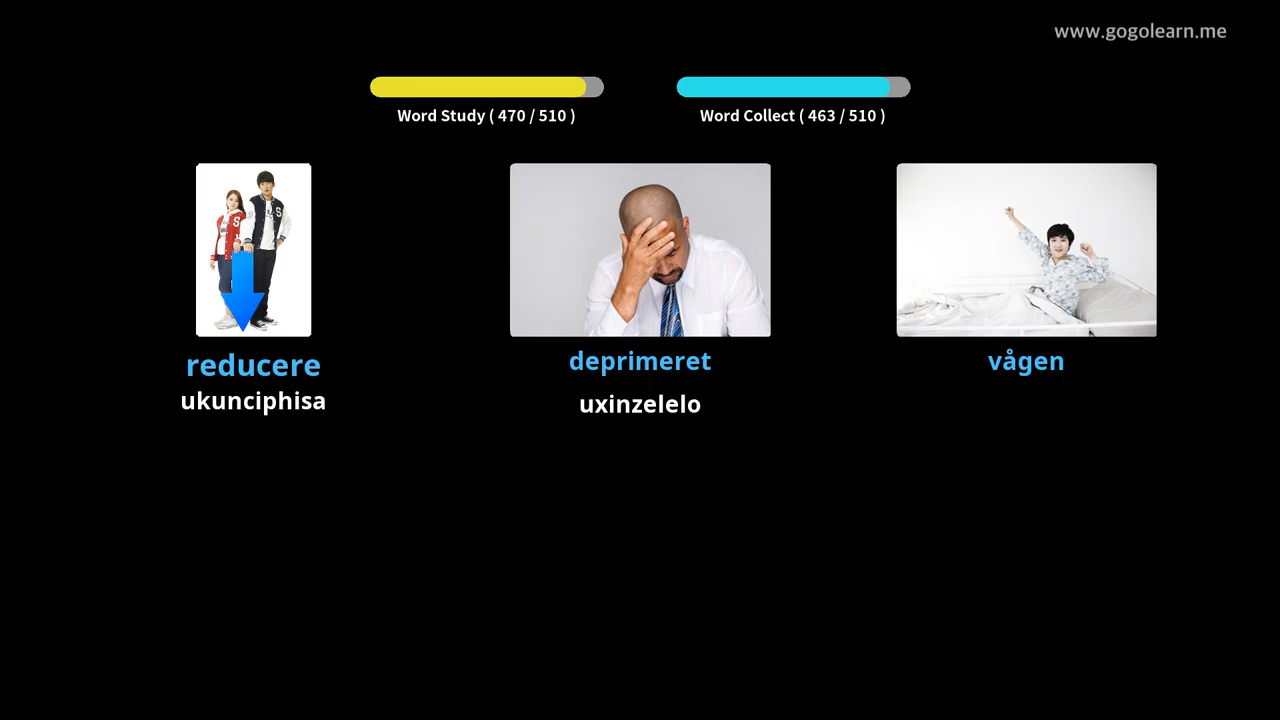 www.gogolearn.me
Word Study ( 470 / 510 )
Word Collect ( 463 / 510 )
S
S
reducere
deprimeret
vågen
ukunciphisa
uxinzelelo